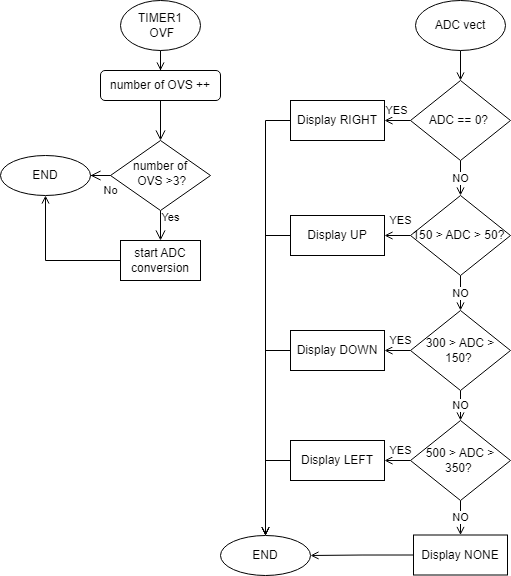 TIMER1
OVF
number of OVS ++
number of
OVS >3?
No
END
Yes
start ADC
conversion
ADC vect
ADC == 0?
YES
Display RIGHT
NO
150 > ADC > 50?
YES
Display UP
NO
300 > ADC >
150?
YES
Display DOWN
NO
500 > ADC >
350?
YES
Display LEFT
NO
Display NONE
END